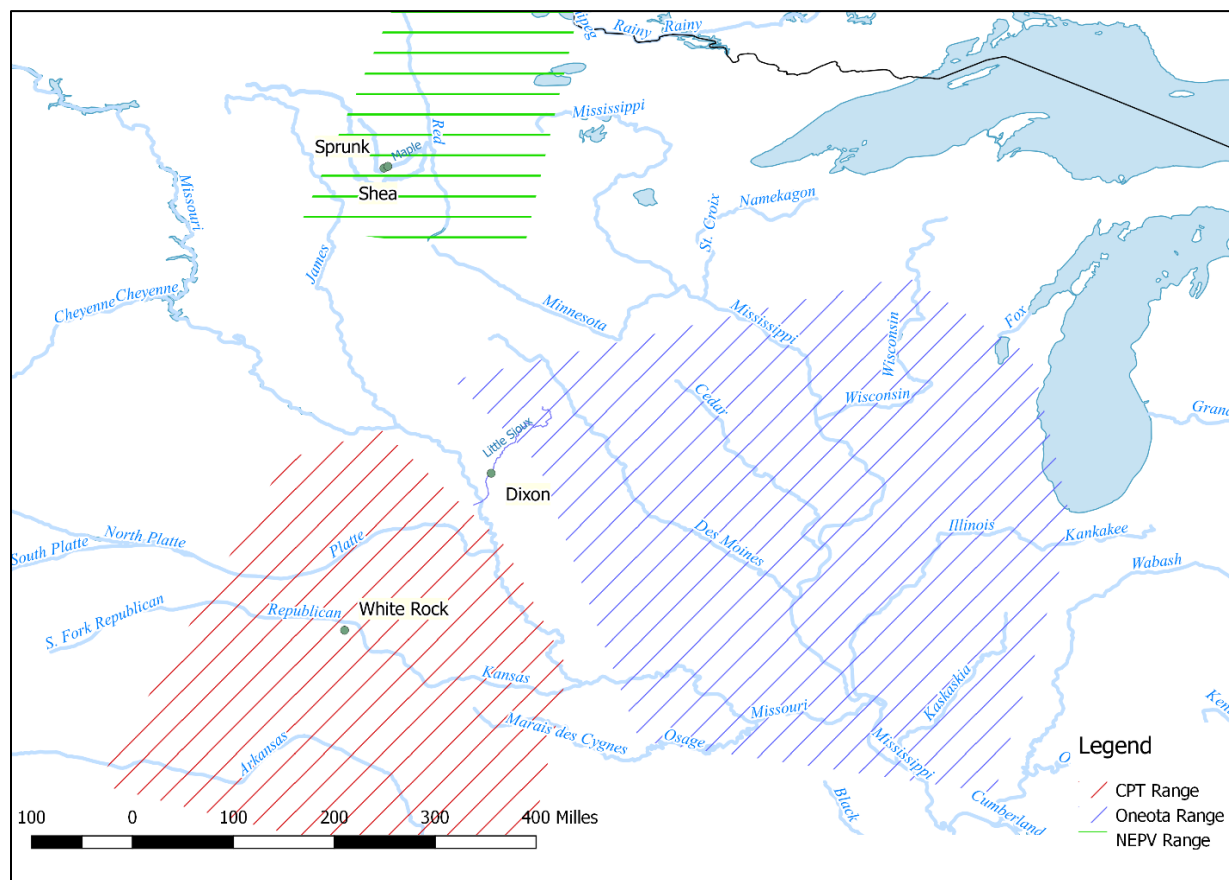 Rainy
Rainy
ipeg
Mississippi
Red
Sprunk
Maple
Shea
Missouri
Namekagon
St. Croix
James
Cheyenne
Cheyenne
Minnesota
Mississippi
Fox
Wisconsin
Wisconsin
Cedar
Grand
Little Sioux
Dixon
North Platte
South Platte
Platte
Des Moines
Illinois
Kankakee
Wabash
White Rock
Republican
S. Fork Republican
Kansas
Kaskaskia
Marais des Cygnes
Osage
Missouri
Mississippi
Arkansas
Ken
O
Black
Cumberland
Legend
CPT Range
Oneota Range
NEPV Range
100 0 100 200 300 400 Milles